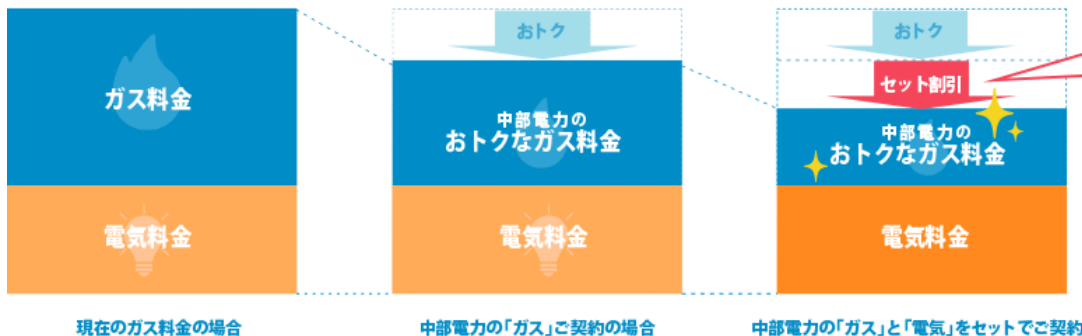 ガス料金
電気料金
現在のガス料金の場合
おトク
中部電力の
おトクなガス料金
電気料金
中部電力の「ガス」ご契約の場合
おトク
セット割引
中部電力の
おトクなガス料金
電気料金
中部電力の「ガス」と「電気」をセットでご契約